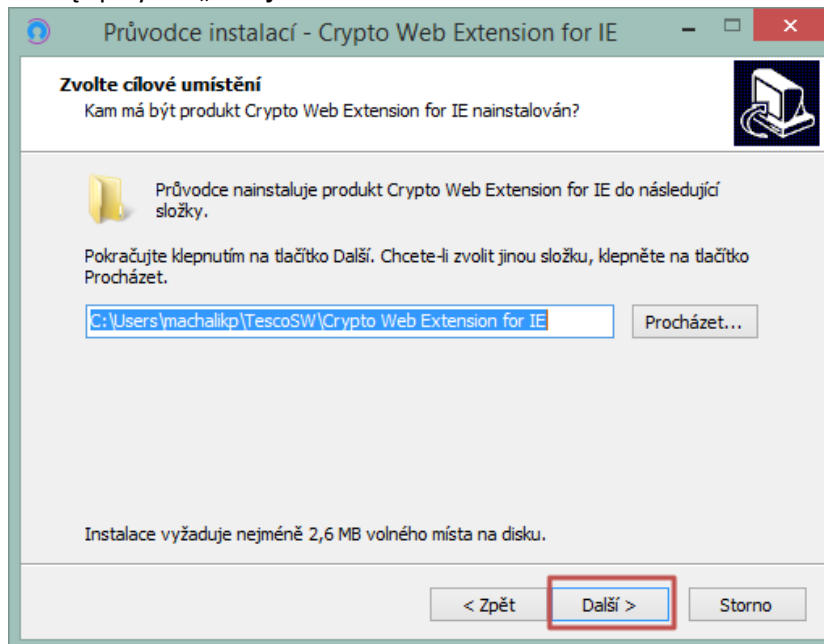 Průvodce instalací - Crypto Web Extension for IE
Zvolte cílové umístění
Kam má být produkt Crypto Web Extension for IE nainstalován?
Průvodce nainstaluje produkt Crypto Web Extension for IE do následující
složky.
Pokračujte klepnutím na tlačítko Další. Chcete-li zvolit jinou složku, klepněte na tlačítko
Procházet.
C:\Users\machalikp\TescoSW\Crypto Web Extension for IE
Procházet...
Instalace vyžaduje nejméně 2,6 MB volného místa na disku.
< Zpět
Další >
Storno